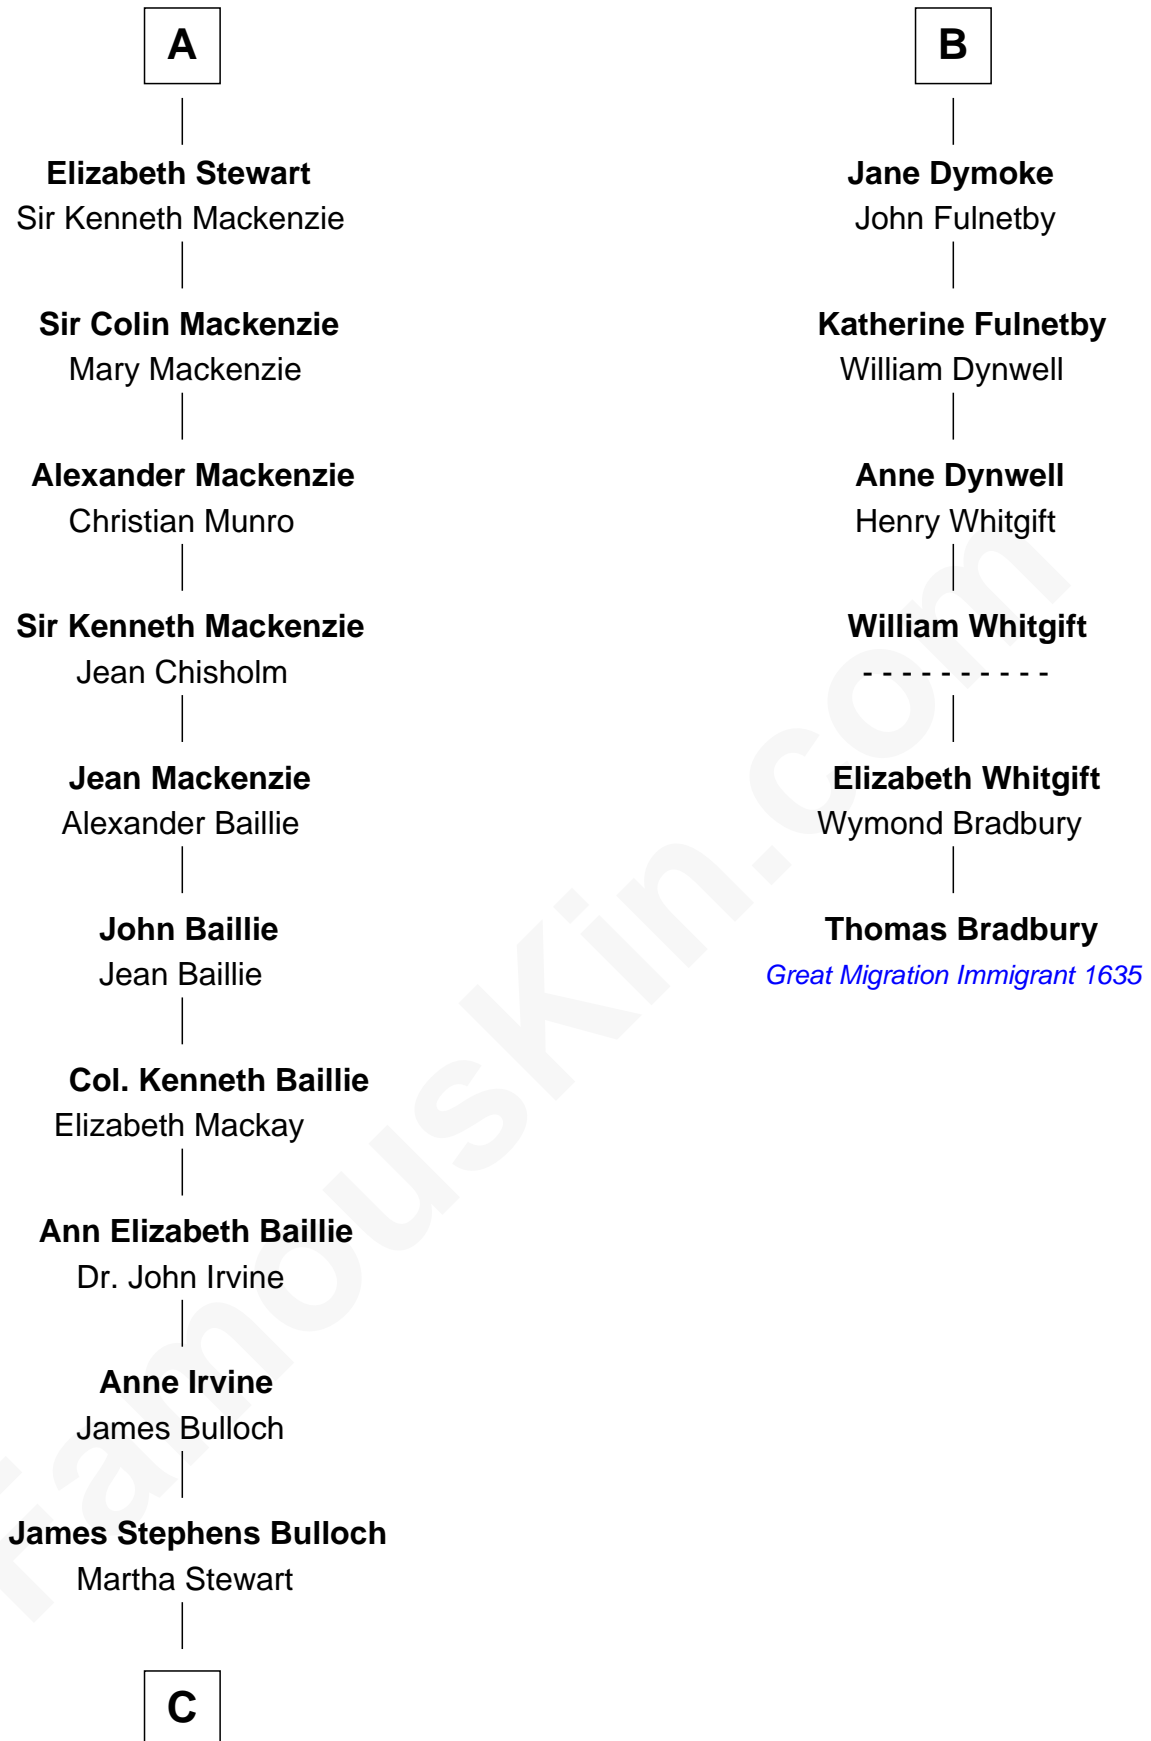 A
Elizabeth Stewart
Sir Kenneth Mackenzie
Sir Colin Mackenzie
Mary Mackenzie
Alexander Mackenzie
Christian Munro
Sir Kenneth Mackenzie
Jean Chisholm
Jean Mackenzie
Alexander Baillie
John Baillie
Jean Baillie
Col. Kenneth Baillie
Elizabeth Mackay
Ann Elizabeth Baillie
Dr. John Irvine
Anne Irvine
James Bulloch
James Stephens Bulloch
Martha Stewart
C
B
Jane Dymoke
John Fulnetby
Katherine Fulnetby
William Dynwell
Anne Dynwell
Henry Whitgift
William Whitgift
- - - - - - - - - -
Elizabeth Whitgift
Wymond Bradbury
Thomas Bradbury
Great Migration Immigrant 1635
FamousKin.com